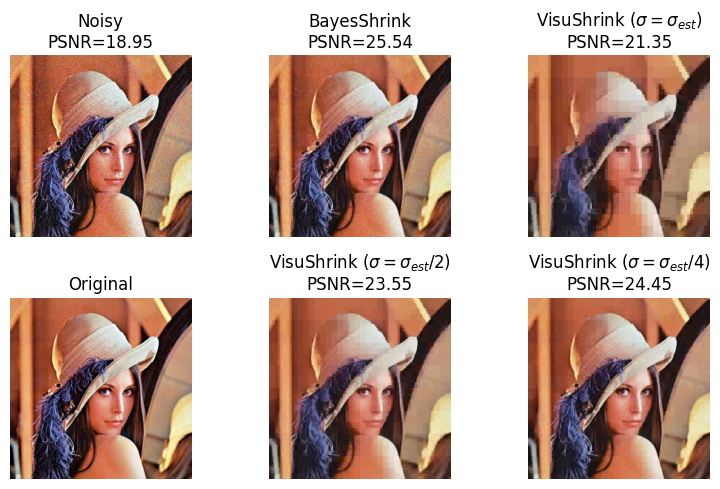 Noisy
PSNR=18.95
BayesShrink
PSNR=25.54
VisuShrink (σ = σ_est)
PSNR=21.35
Original
VisuShrink (σ = σ_est/2)
PSNR=23.55
VisuShrink (σ = σ_est/4)
PSNR=24.45